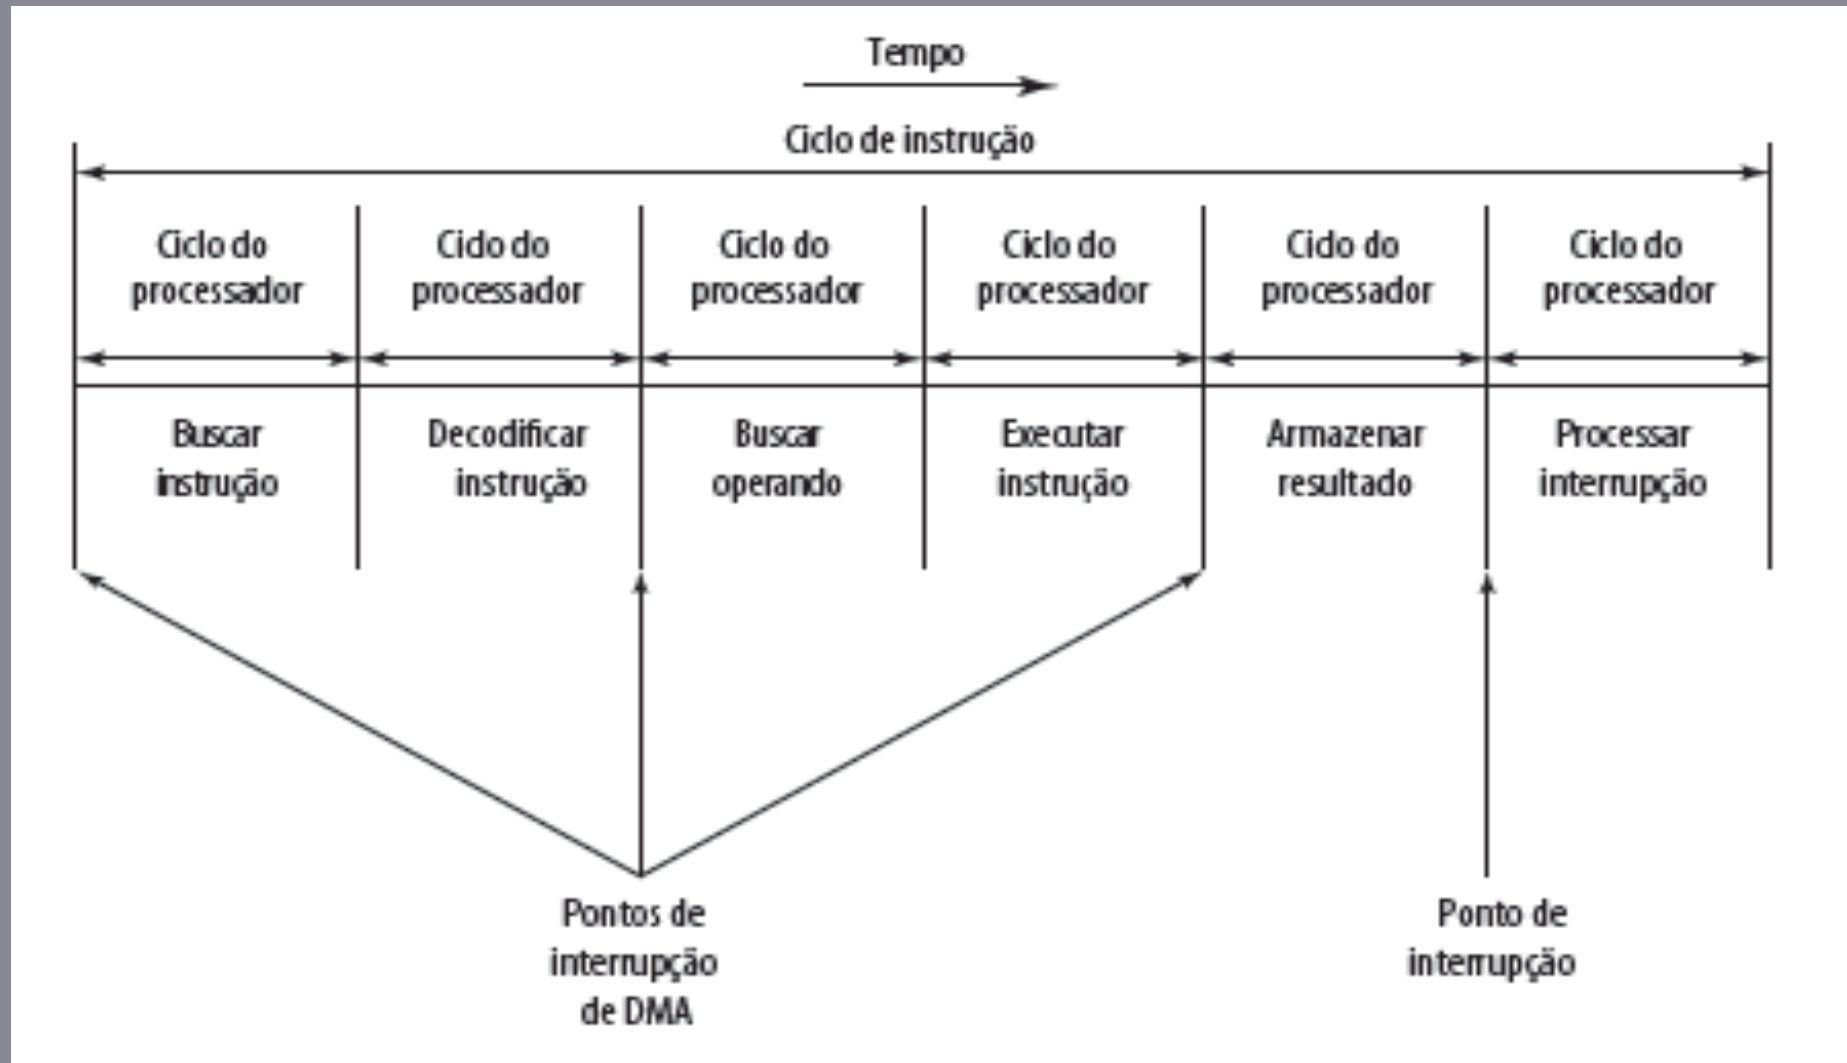 Tempo
Ciclo de instrução
Ciclo do
processador
Ciclo do
processador
Ciclo do
processador
Ciclo do
processador
Ciclo do
processador
Ciclo do
processador
Buscar
instrução
Decodificar
instrução
Buscar
operando
Executar
instrução
Armazenar
resultado
Processar
interrupção
Pontos de
interrupção
de DMA
Ponto de
interrupção